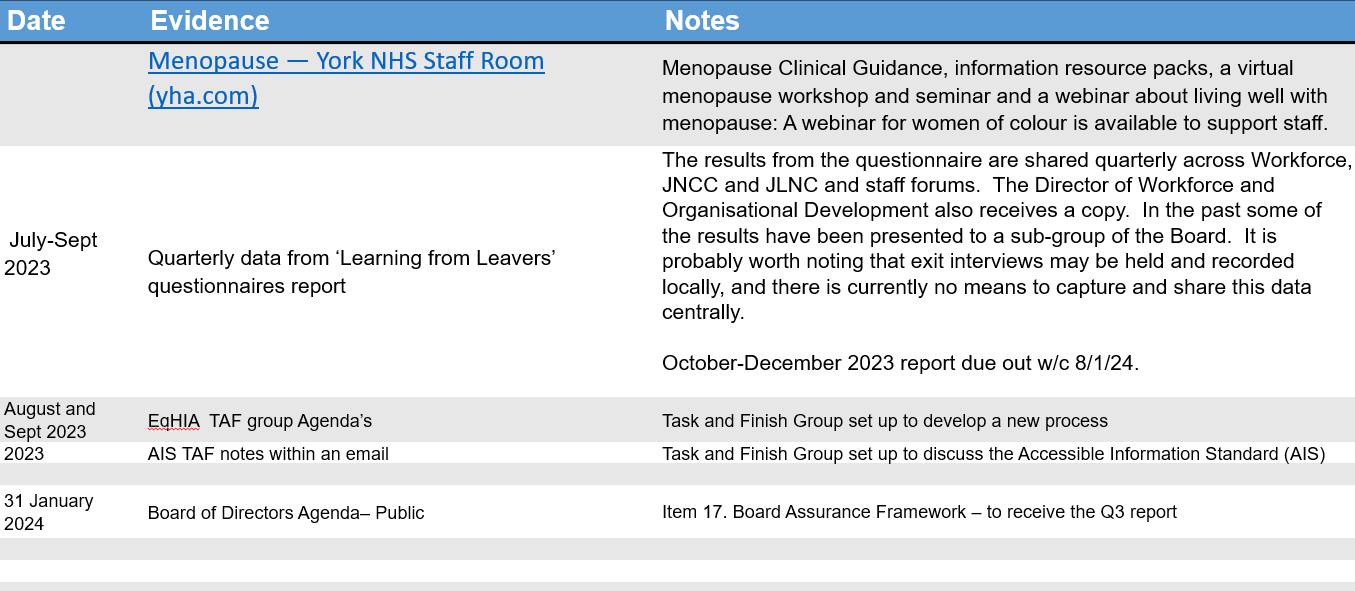 Date Evidence Notes
Menopause — York NHS Staff Room
(yha.com)
Menopause Clinical Guidance, information resource packs, a virtual
menopause workshop and seminar and a webinar about living well with
menopause: A webinar for women of colour is available to support staff.
July-Sept
2023
Quarterly data from ‘Learning from Leavers’
questionnaires report
The results from the questionnaire are shared quarterly across Workforce,
JNCC and JLNC and staff forums.  The Director of Workforce and
Organisational Development also receives a copy.  In the past some of
the results have been presented to a sub-group of the Board.  It is
probably worth noting that exit interviews may be held and recorded
locally, and there is currently no means to capture and share this data
centrally.
October-December 2023 report due out w/c 8/1/24.
August and
Sept 2023
EqHIA  TAF group Agenda’s
Task and Finish Group set up to develop a new process
2023
AIS TAF notes within an email
Task and Finish Group set up to discuss the Accessible Information Standard (AIS)
31 January
2024
Board of Directors Agenda– Public
Item 17. Board Assurance Framework – to receive the Q3 report